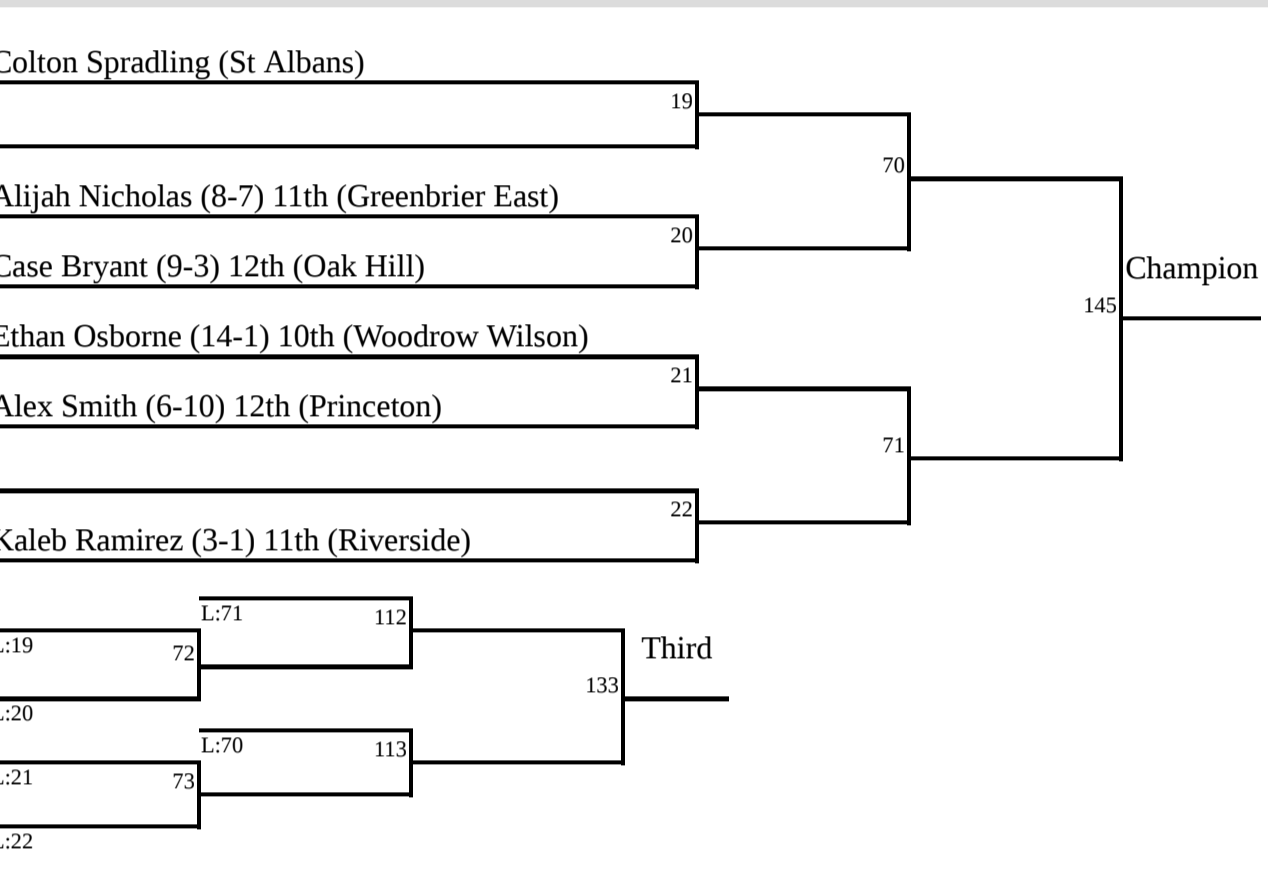 Colton Spradling (St Albans)
19
70
Alijah Nicholas (8-7) 11th (Greenbrier East)
20
Case Bryant (9-3) 12th (Oak Hill)
Champion
145
Ethan Osborne (14-1) 10th (Woodrow Wilson)
21
Alex Smith (6-10) 12th (Princeton)
71
22
Kaleb Ramirez (3-1) 11th (Riverside)
L:71
112
L:19
72
Third
133
L:20
L:70
113
L:21
73
L:22